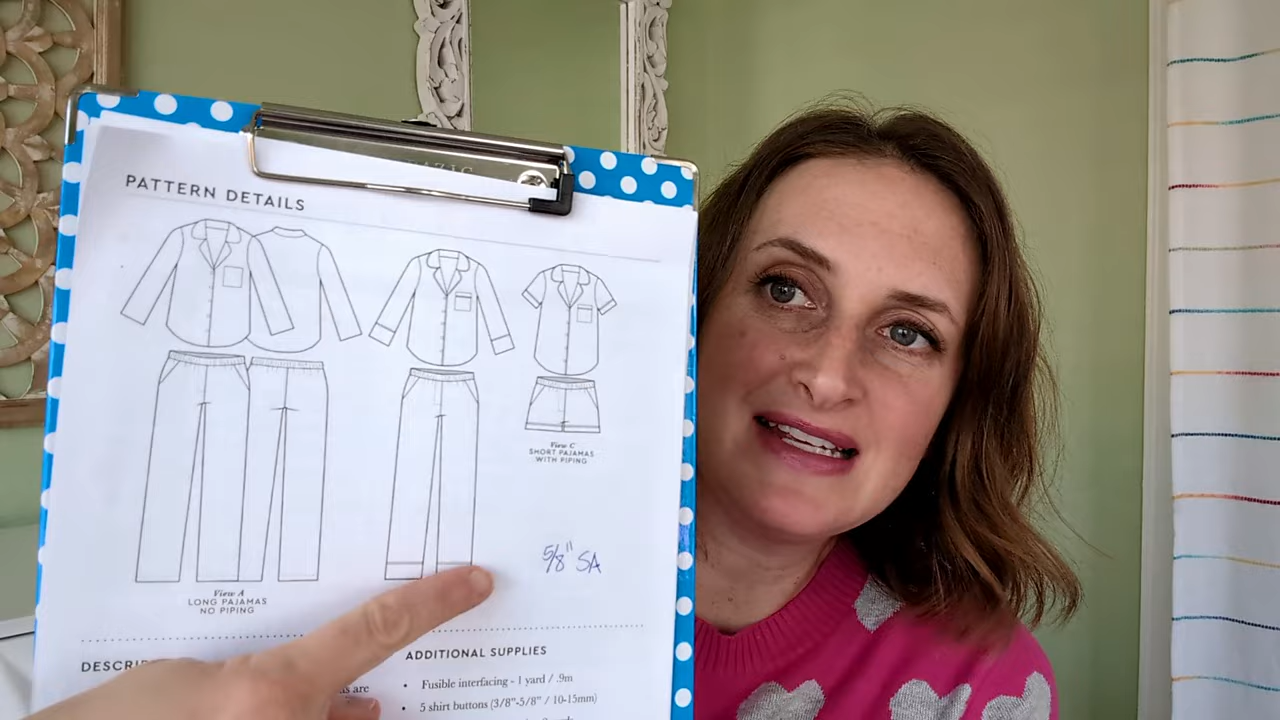 PATTERN DETAILS
View C
SHORT PAJAMAS
WITH PIPING
5/8" SA
View A
LONG PAJAMAS
NO PIPING
ADDITIONAL SUPPLIES
are
• Fusible interfacing - 1 yard / .9m
• 5 shirt buttons (3/8"-5/8" / 10-15mm)